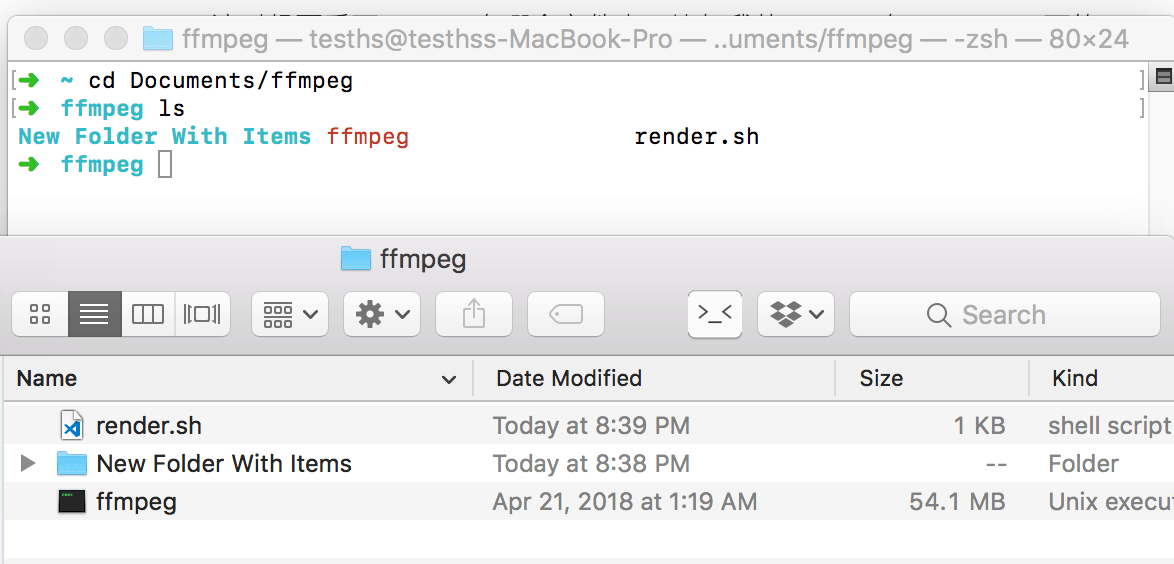 ffmpeg — tesths@testhss-MacBook-Pro — ..uments/ffmpeg — -zsh — 80×24
[➜ ~ cd Documents/ffmpeg ]
[➜ ffmpeg ls ]
New Folder With Items ffmpeg render.sh
➜ ffmpeg
ffmpeg
>_< Search
Name Date Modified Size Kind
render.sh Today at 8:39 PM 1 KB shell script
New Folder With Items Today at 8:38 PM -- Folder
ffmpeg Apr 21, 2018 at 1:19 AM 54.1 MB Unix execu